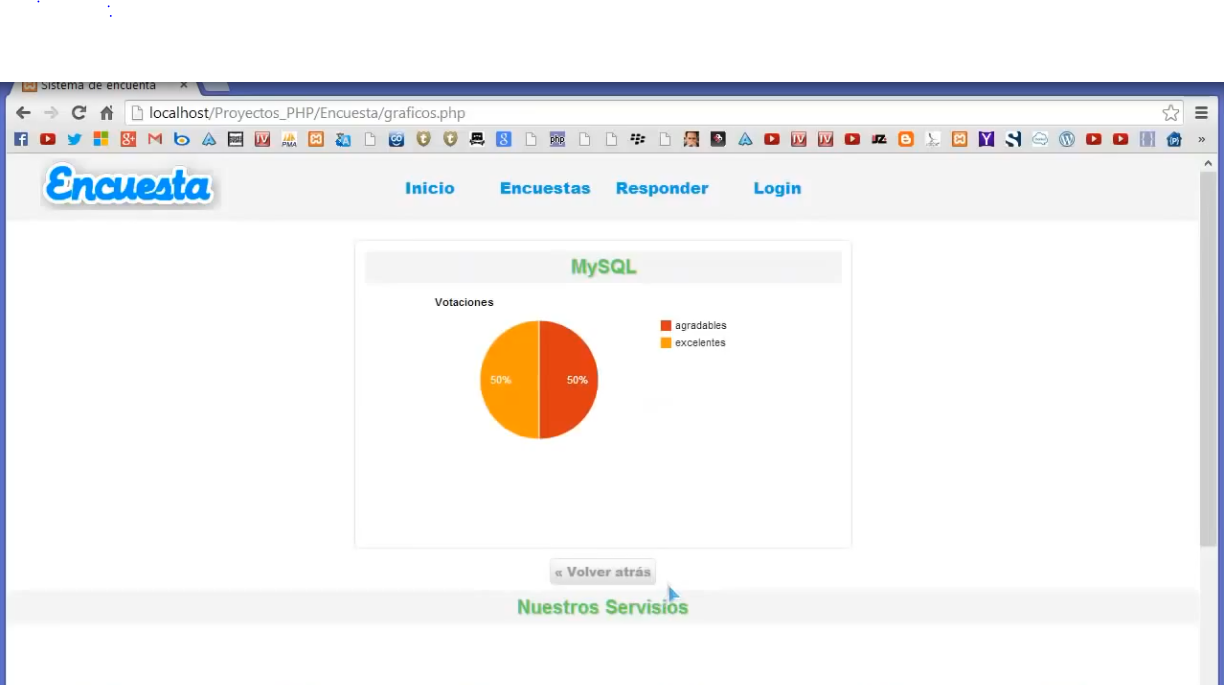 Sistema de encuenta ×
localhost/Proyectos_PHP/Encuesta/graficos.php
Encuesta
Inicio Encuestas Responder Login
MySQL
Votaciones
agradables
excelentes
50% 50%
« Volver atrás
Nuestros Servisios